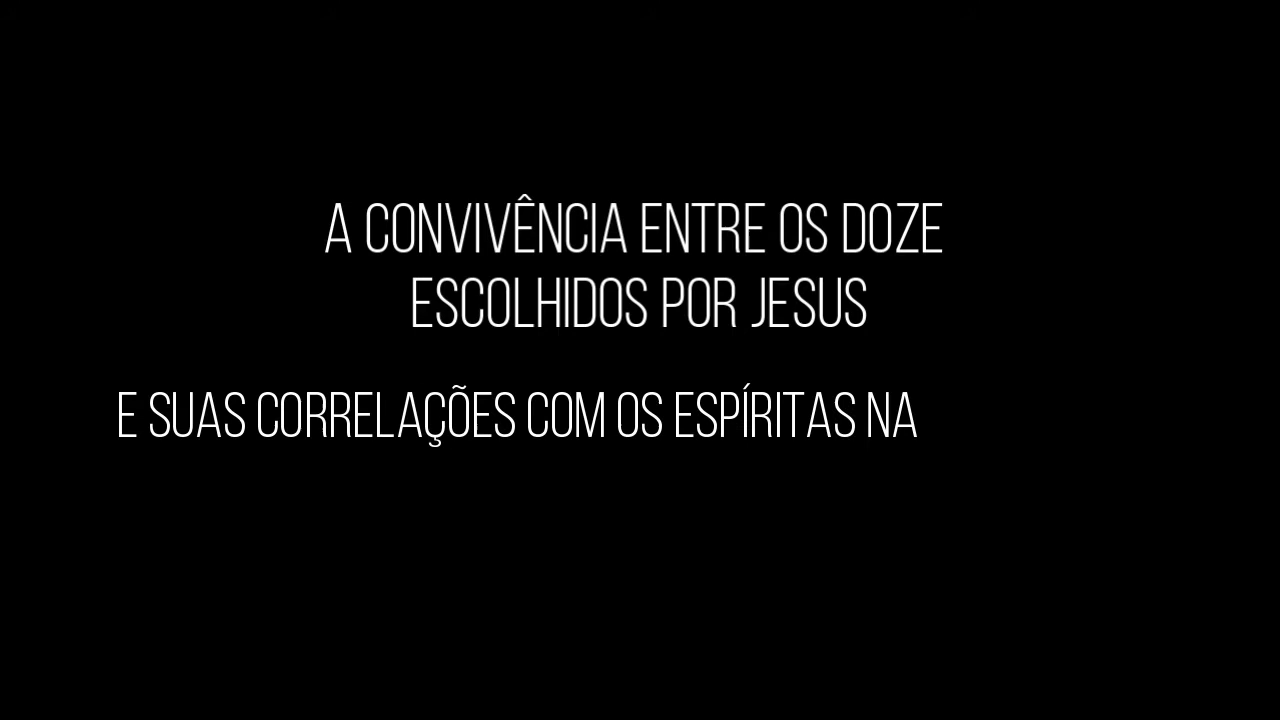 A CONVIVÊNCIA ENTRE OS DOZE
ESCOLHIDOS POR JESUS
E SUAS CORRELAÇÕES COM OS ESPÍRITAS NA